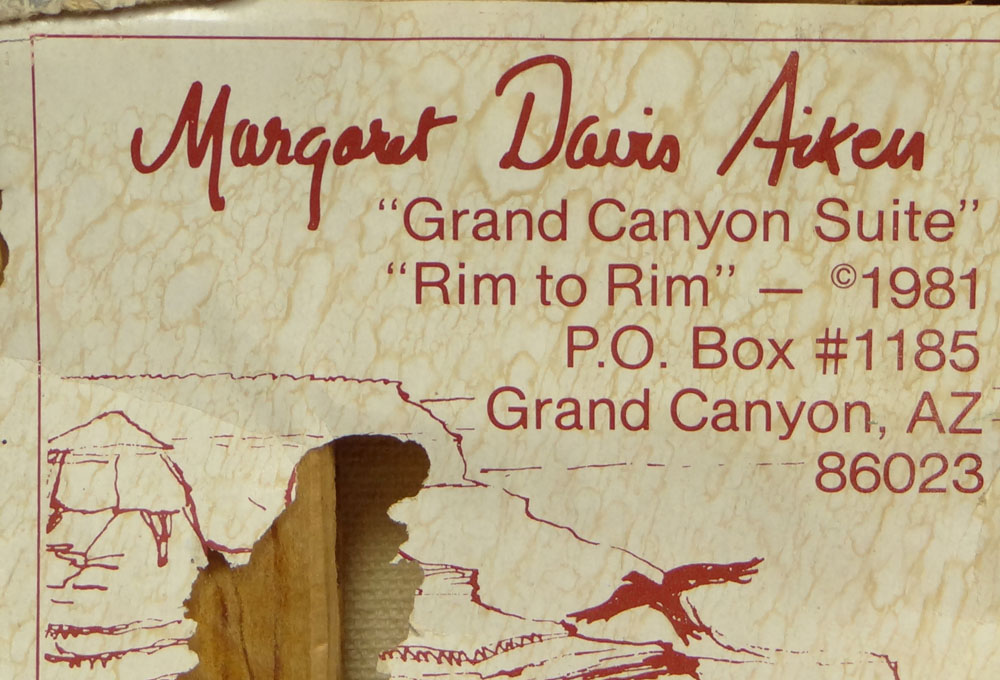 Margaret Davis Aiken
“Grand Canyon Suite”
“Rim to Rim” — ©1981
P.O. Box #1185
Grand Canyon, AZ
86023